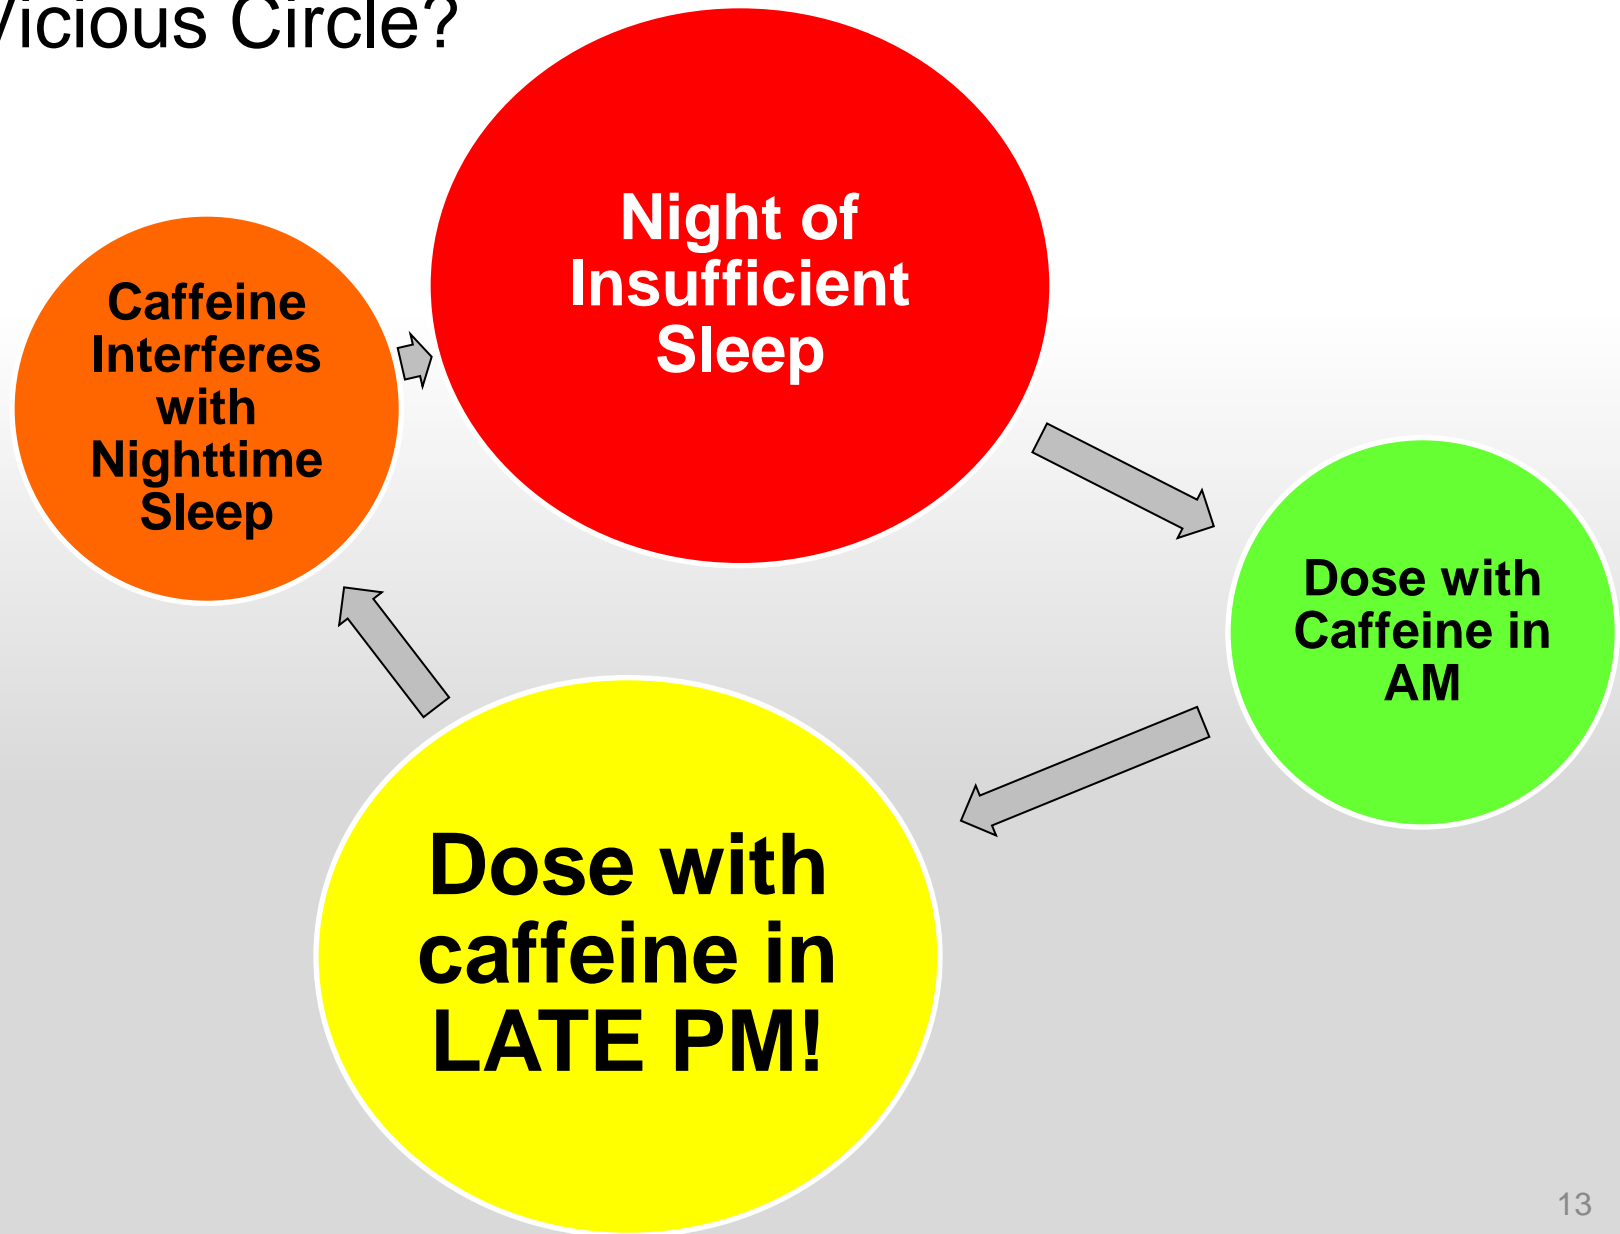 Vicious Circle?
Night of
Insufficient
Sleep
Dose with
Caffeine in
AM
Dose with
caffeine in
LATE PM!
Caffeine
Interferes
with
Nighttime
Sleep
13